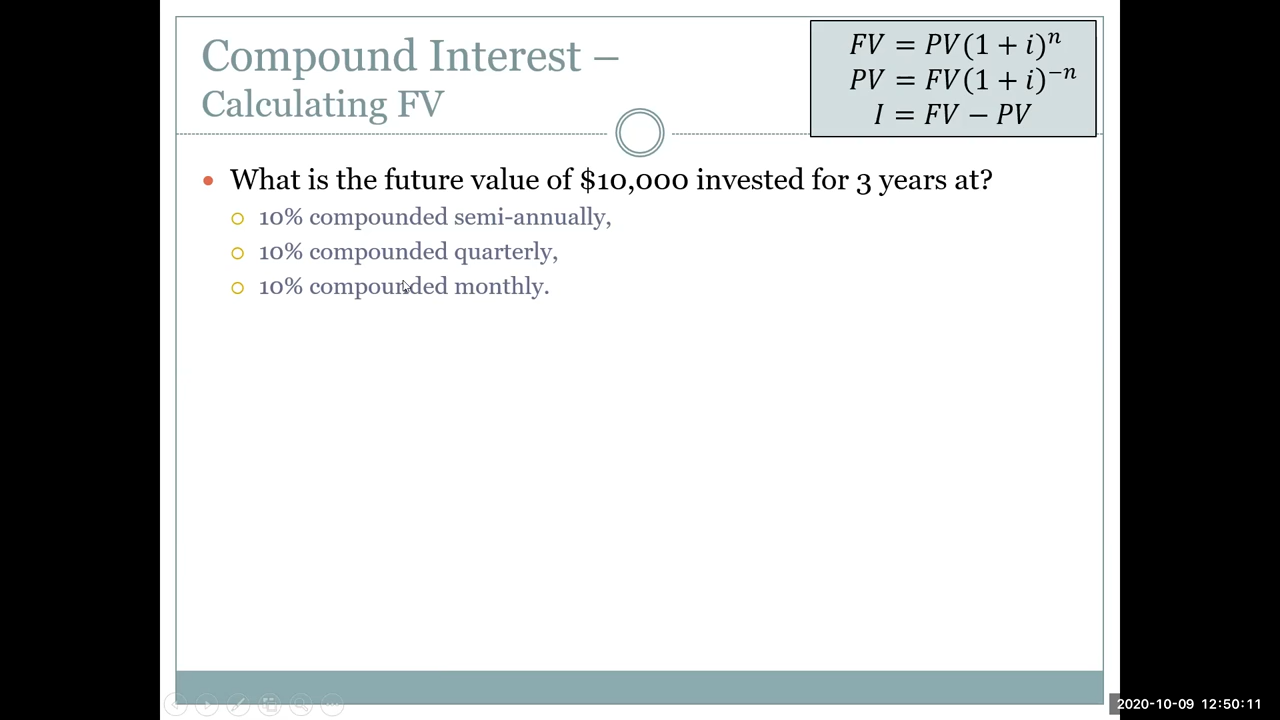 Compound Interest –
Calculating FV
FV = PV(1 + i)ⁿ
PV = FV(1 + i)⁻ⁿ
I = FV − PV
• What is the future value of $10,000 invested for 3 years at?
○ 10% compounded semi-annually,
○ 10% compounded quarterly,
○ 10% compounded monthly.
2020-10-09 12:50:11